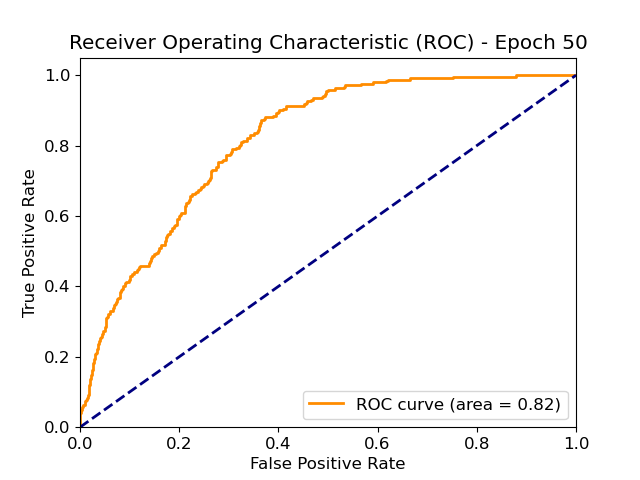 Receiver Operating Characteristic (ROC) - Epoch 50
True Positive Rate
1.0
0.8
0.6
0.4
0.2
0.0
ROC curve (area = 0.82)
0.0 0.2 0.4 0.6 0.8 1.0
False Positive Rate